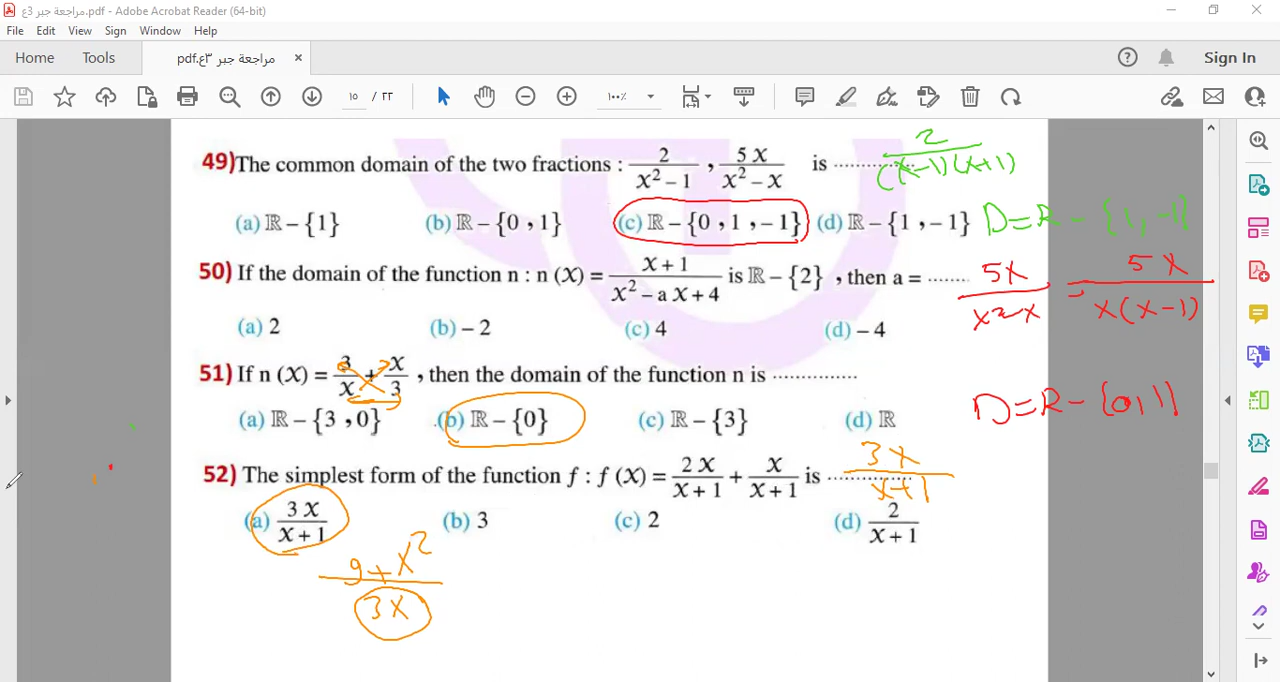 مراجعة جبر 3ع.pdf - Adobe Acrobat Reader (64-bit)
File Edit View Sign Window Help
Home Tools مراجعة جبر ٣ع.pdf × Sign In
١٥ / ٢٣ ١٠٠٪
49) The common domain of the two fractions : 2/(x² − 1) , 5x/(x² − x) is ............
2/((x-1)(x+1))
(a) ℝ − {1} (b) ℝ − {0 , 1} (c) ℝ − {0 , 1 , −1} (d) ℝ − {1 , −1}
D = R - {1, -1}
50) If the domain of the function n : n (x) = (x + 1)/(x² − a x + 4) is ℝ − {2} , then a = ........
5x/(x²-x) = 5x/(x(x-1))
(a) 2 (b) − 2 (c) 4 (d) − 4
51) If n (x) = 3/x + x/3 , then the domain of the function n is ..............
D = R - {0, 1}
(a) ℝ − {3 , 0} (b) ℝ − {0} (c) ℝ − {3} (d) ℝ
52) The simplest form of the function f : f (x) = 2x/(x + 1) + x/(x + 1) is ..............
3x/(x+1)
(a) 3x/(x + 1) (b) 3 (c) 2 (d) 2/(x + 1)
(9 + x²)/(3x)